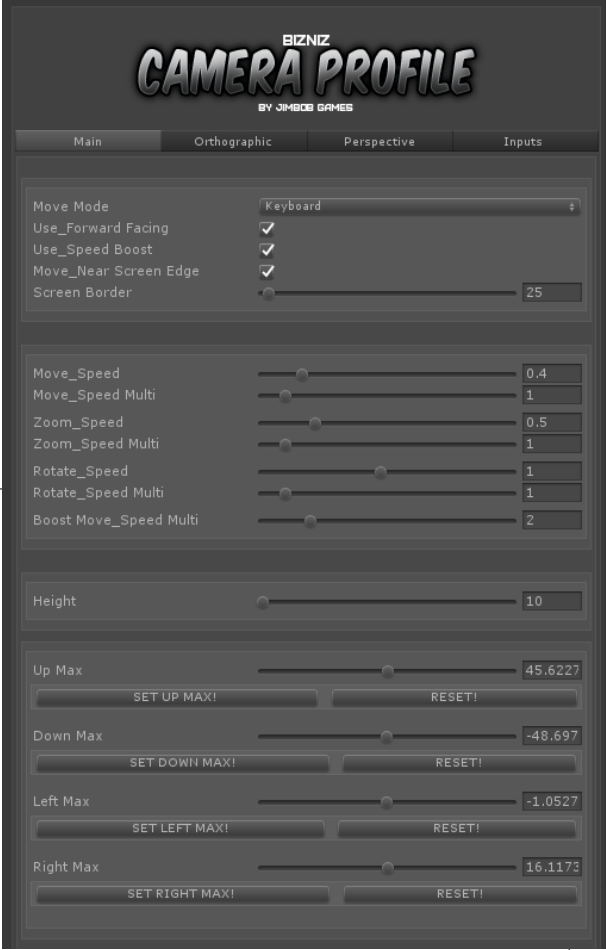 BIZNIZ
CAMERA PROFILE
BY JIMBOB GAMES
Main Orthographic Perspective Inputs
Move Mode Keyboard
Use_Forward Facing
Use_Speed Boost
Move_Near Screen Edge
Screen Border 25
Move_Speed 0.4
Move_Speed Multi 1
Zoom_Speed 0.5
Zoom_Speed Multi 1
Rotate_Speed 1
Rotate_Speed Multi 1
Boost Move_Speed Multi 2
Height 10
Up Max 45.6227
SET UP MAX! RESET!
Down Max -48.697
SET DOWN MAX! RESET!
Left Max -1.0527
SET LEFT MAX! RESET!
Right Max 16.1173
SET RIGHT MAX! RESET!